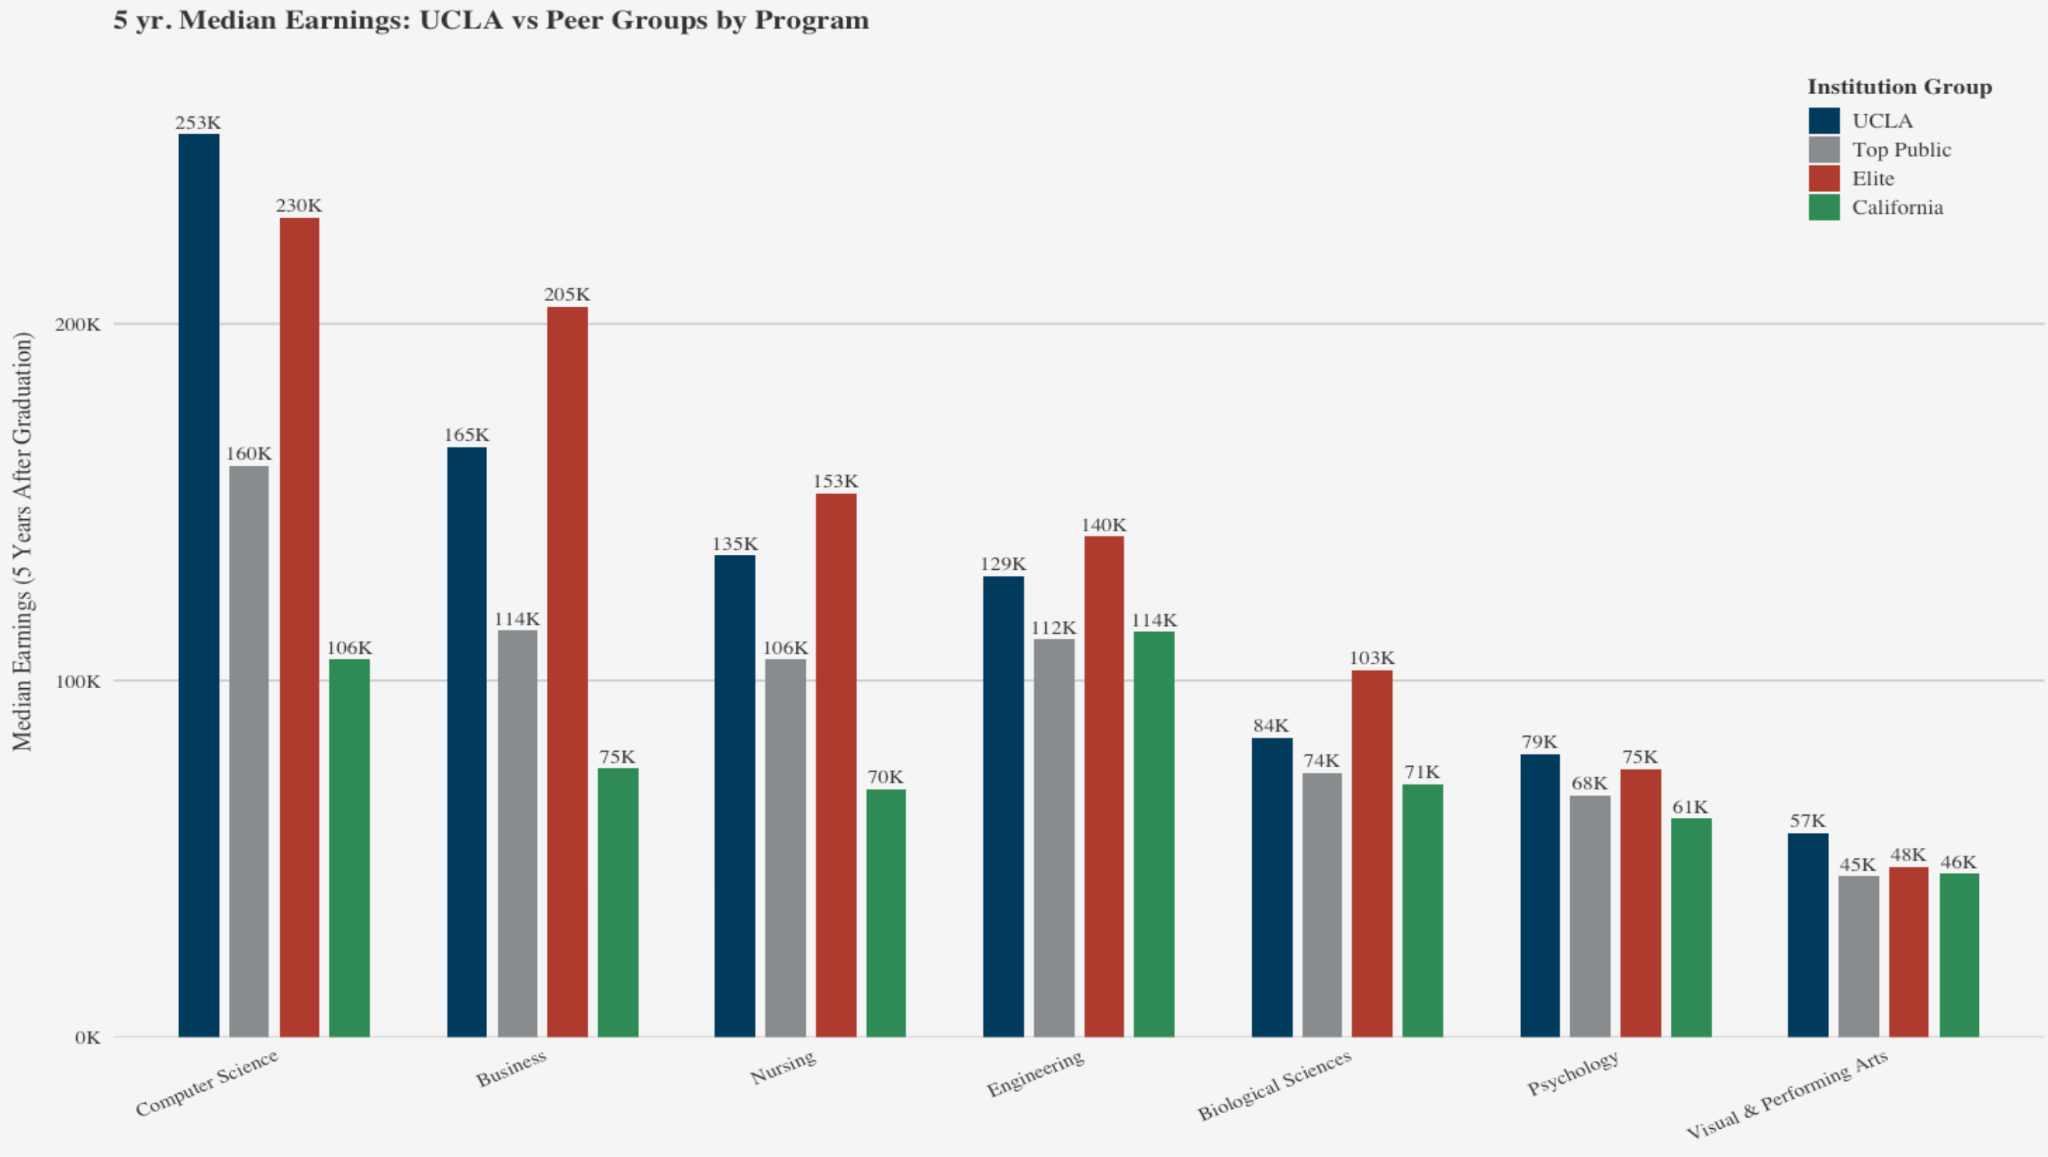 5 yr. Median Earnings: UCLA vs Peer Groups by Program
Institution Group
UCLA
Top Public
Elite
California
Median Earnings (5 Years After Graduation)
200K
100K
0K
253K
160K
230K
106K
165K
114K
205K
75K
135K
106K
153K
70K
129K
112K
140K
114K
84K
74K
103K
71K
79K
68K
75K
61K
57K
45K
48K
46K
Computer Science
Business
Nursing
Engineering
Biological Sciences
Psychology
Visual & Performing Arts